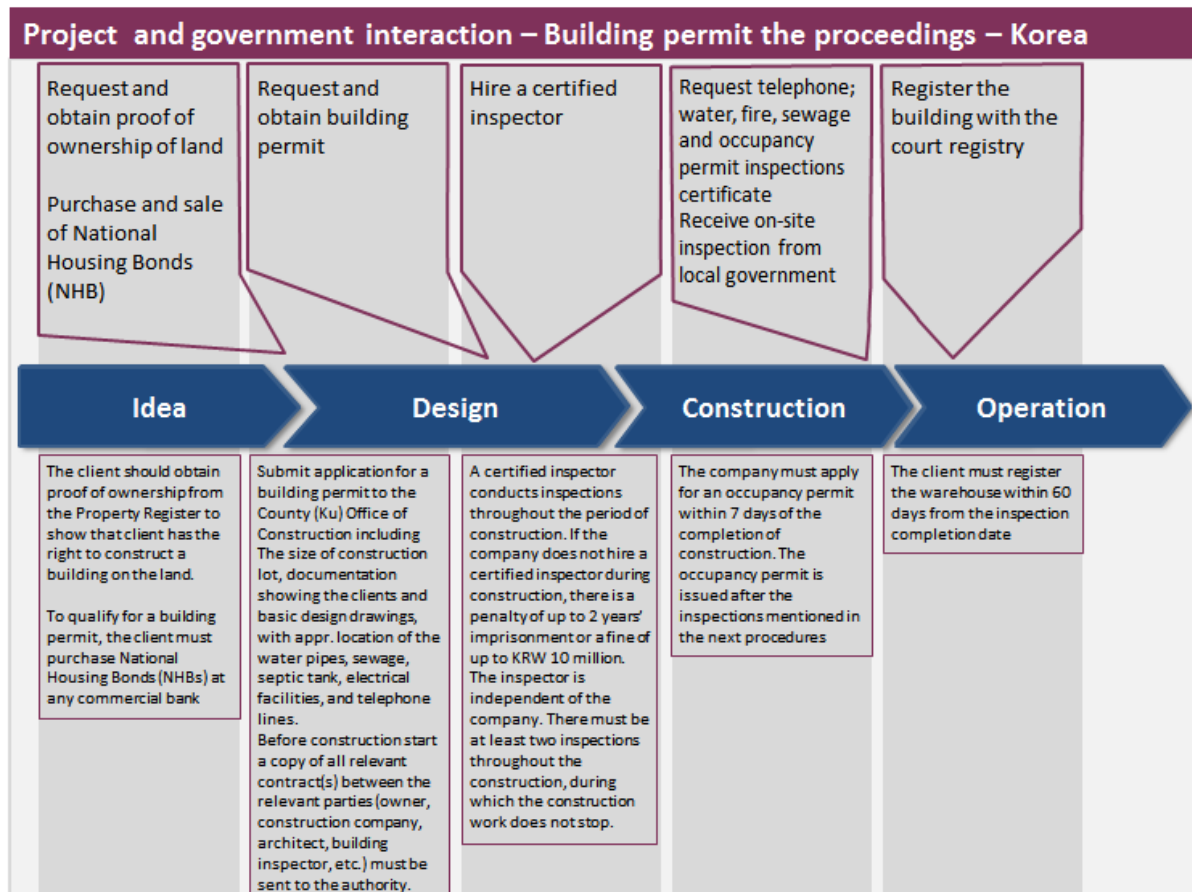 Project and government interaction – Building permit the proceedings – Korea
Request and
obtain proof of
ownership of land
Purchase and sale
of National
Housing Bonds
(NHB)
Request and
obtain building
permit
Hire a certified
inspector
Request telephone;
water, fire, sewage
and occupancy
permit inspections
certificate
Receive on-site
inspection from
local government
Register the
building with the
court registry
Idea
Design
Construction
Operation
The client should obtain
proof of ownership from
the Property Register to
show that client has the
right to construct a
building on the land.
To qualify for a building
permit, the client must
purchase National
Housing Bonds (NHBs) at
any commercial bank
Submit application for a
building permit to the
County (Ku) Office of
Construction including
The size of construction
lot, documentation
showing the clients and
basic design drawings,
with appr. location of the
water pipes, sewage,
septic tank, electrical
facilities, and telephone
lines.
Before construction start
a copy of all relevant
contract(s) between the
relevant parties (owner,
construction company,
architect, building
inspector, etc.) must be
sent to the authority.
A certified inspector
conducts inspections
throughout the period of
construction. If the
company does not hire a
certified inspector during
construction, there is a
penalty of up to 2 years'
imprisonment or a fine of
up to KRW 10 million.
The inspector is
independent of the
company. There must be
at least two inspections
throughout the
construction, during
which the construction
work does not stop.
The company must apply
for an occupancy permit
within 7 days of the
completion of
construction. The
occupancy permit is
issued after the
inspections mentioned in
the next procedures
The client must register
the warehouse within 60
days from the inspection
completion date